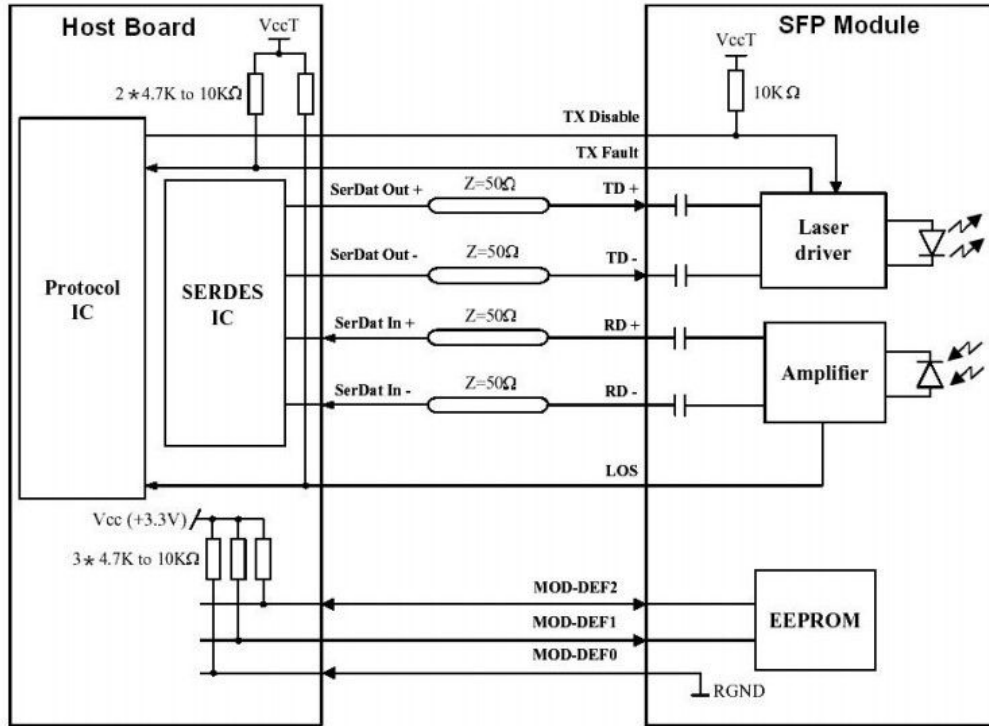 Host Board
SFP Module
VccT
VccT
2*4.7K to 10KΩ
10KΩ
TX Disable
TX Fault
SerDat Out +
Z=50Ω
TD +
SerDat Out -
Z=50Ω
TD -
Laser
driver
Protocol
IC
SERDES
IC
SerDat In +
Z=50Ω
RD +
SerDat In -
Z=50Ω
RD -
Amplifier
LOS
Vcc (+3.3V)
3*4.7K to 10KΩ
MOD-DEF2
MOD-DEF1
MOD-DEF0
EEPROM
RGND